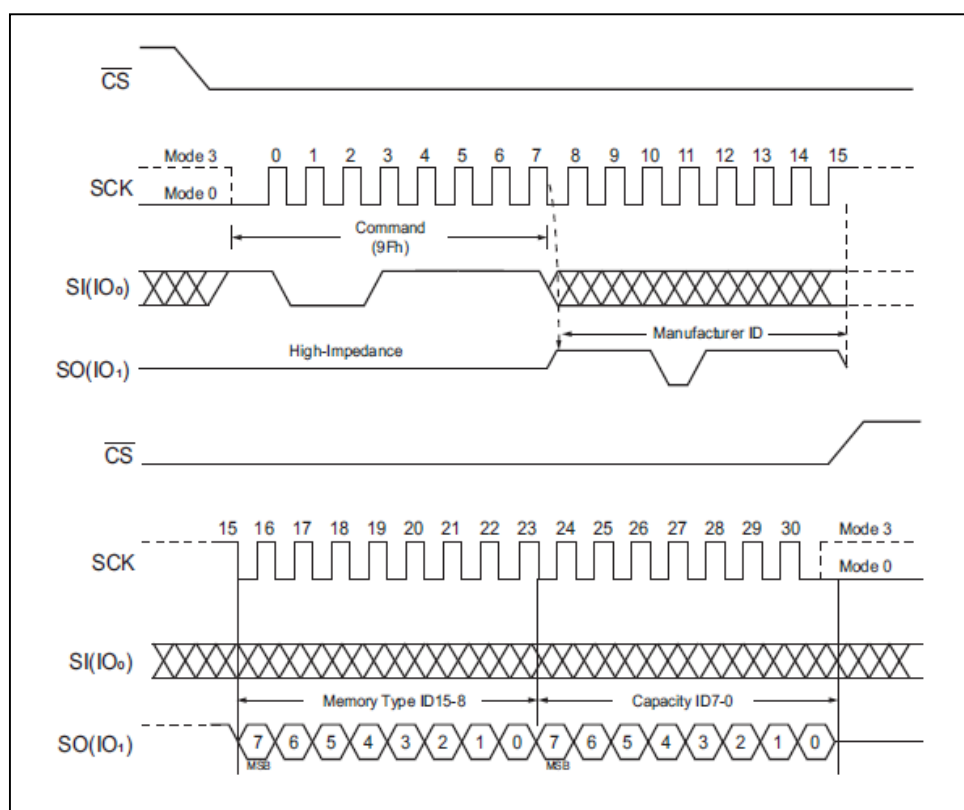 CS
Mode 3
0 1 2 3 4 5 6 7 8 9 10 11 12 13 14 15
SCK
Mode 0
Command
(9Fh)
SI(IO₀)
Manufacturer ID
High-Impedance
SO(IO₁)
CS
15 16 17 18 19 20 21 22 23 24 25 26 27 28 29 30
Mode 3
SCK
Mode 0
SI(IO₀)
Memory Type ID15-8
Capacity ID7-0
SO(IO₁)
7 6 5 4 3 2 1 0 7 6 5 4 3 2 1 0
MSB
MSB